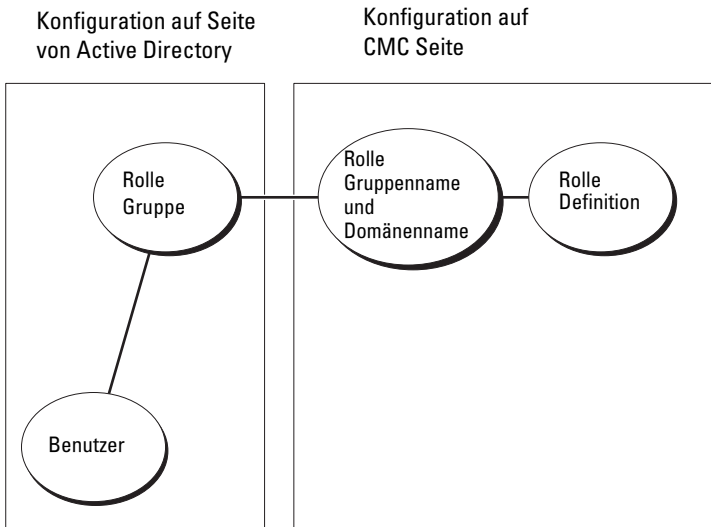 Konfiguration auf Seite
von Active Directory
Konfiguration auf
CMC Seite
Rolle
Gruppe
Rolle
Gruppenname
und
Domänenname
Rolle
Definition
Benutzer